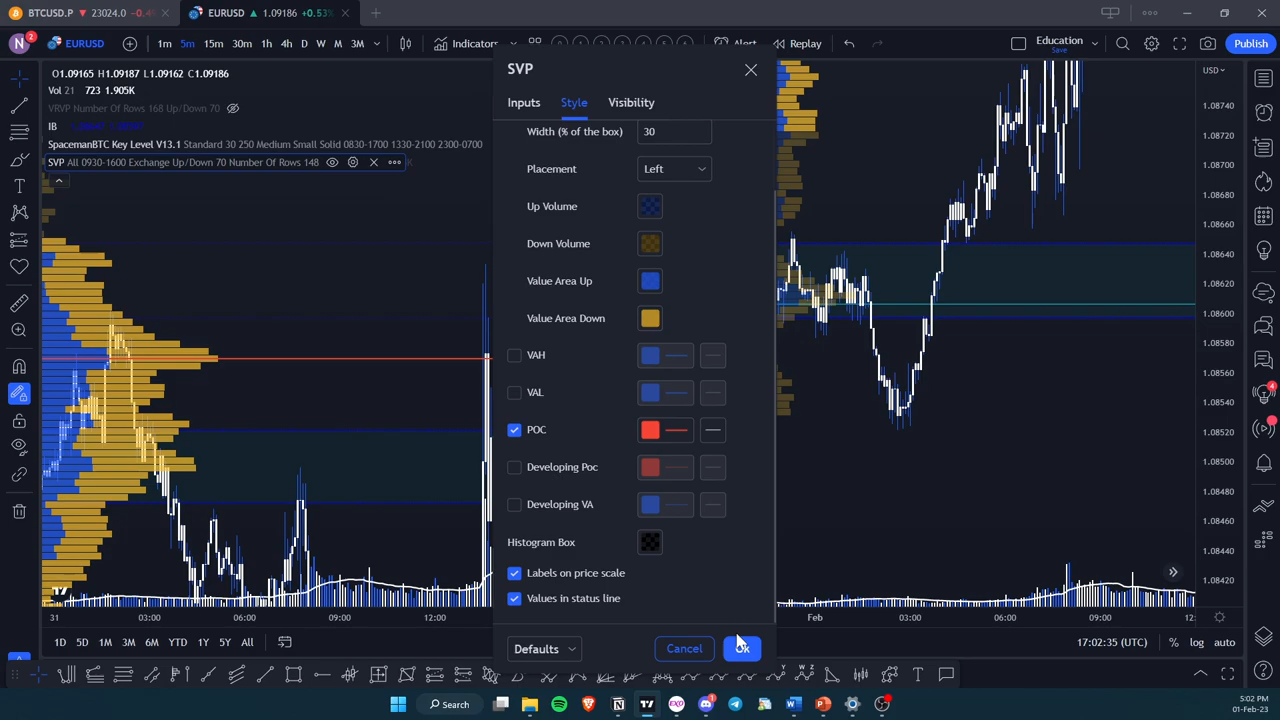 BTCUSD.P 23024.0 −0.4
EURUSD 1.09186 +0.53%
N 2 EURUSD 1m 5m 15m 30m 1h 4h D W M 3M Indicators Alert Replay Education Save Publish
O1.09165 H1.09187 L1.09162 C1.09186
Vol 21 723 1.905K
VRVP Number Of Rows 168 Up/Down 70
IB
SpacemanBTC Key Level V13.1 Standard 30 250 Medium Small Solid 0830-1700 1330-2100 2300-0700
SVP All 0930-1600 Exchange Up/Down 70 Number Of Rows 148
SVP
Inputs Style Visibility
Width (% of the box) 30
Placement Left
Up Volume
Down Volume
Value Area Up
Value Area Down
VAH
VAL
POC
Developing Poc
Developing VA
Histogram Box
Labels on price scale
Values in status line
Defaults Cancel Ok
USD
1.08740
1.08720
1.08700
1.08680
1.08660
1.08640
1.08620
1.08600
1.08580
1.08560
1.08540
1.08520
1.08500
1.08480
1.08460
1.08440
1.08420
4
31 03:00 09:00 12:00 Feb 03:00 06:00 09:00
1D 5D 1M 3M 6M YTD 1Y 5Y All 17:02:35 (UTC) % log auto
Search
5:02 PM
01-Feb-23